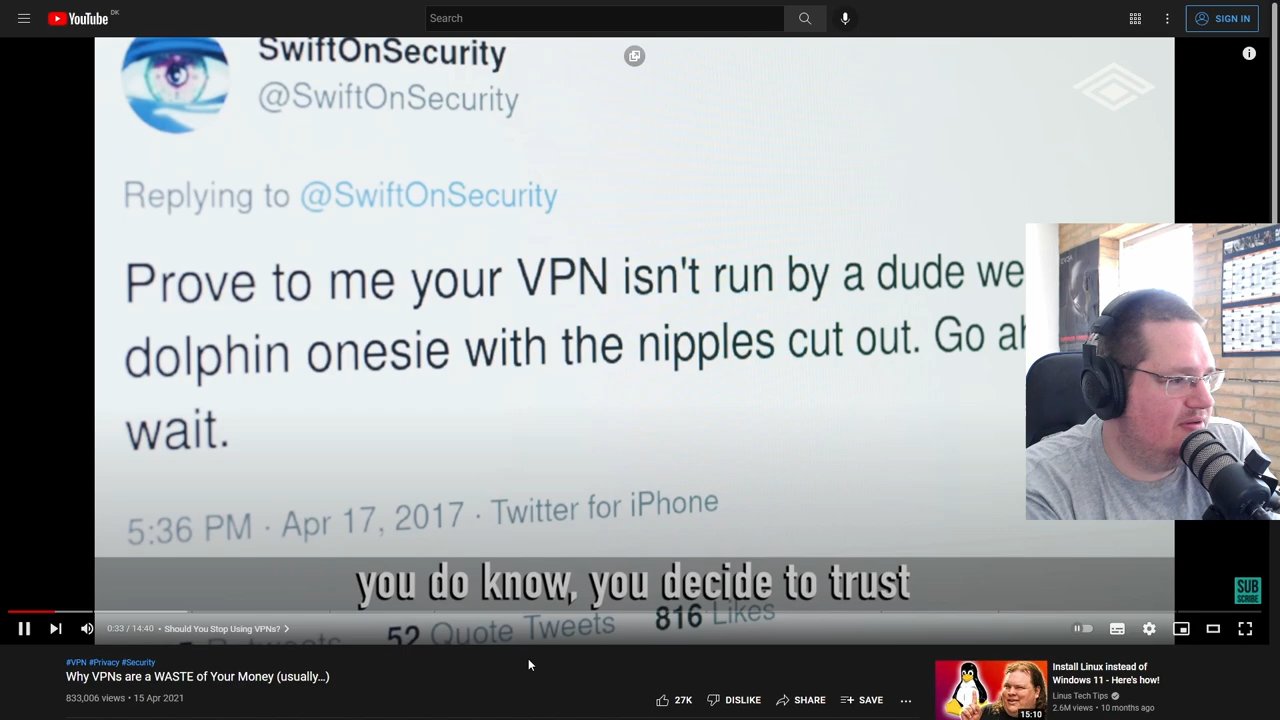 YouTube DK
Search
SIGN IN
SwiftOnSecurity
@SwiftOnSecurity
Replying to @SwiftOnSecurity
Prove to me your VPN isn't run by a dude we
dolphin onesie with the nipples cut out. Go
wait.
5:36 PM · Apr 17, 2017 · Twitter for iPhone
you do know, you decide to trust
52 Quote Tweets 816 Likes
SUB
SCRIBE
0:33 / 14:40 • Should You Stop Using VPNs?
#VPN #Privacy #Security
Why VPNs are a WASTE of Your Money (usually…)
833,006 views • 15 Apr 2021
27K DISLIKE SHARE SAVE
Install Linux instead of
Windows 11 - Here's how!
Linus Tech Tips
2.6M views • 10 months ago
15:10